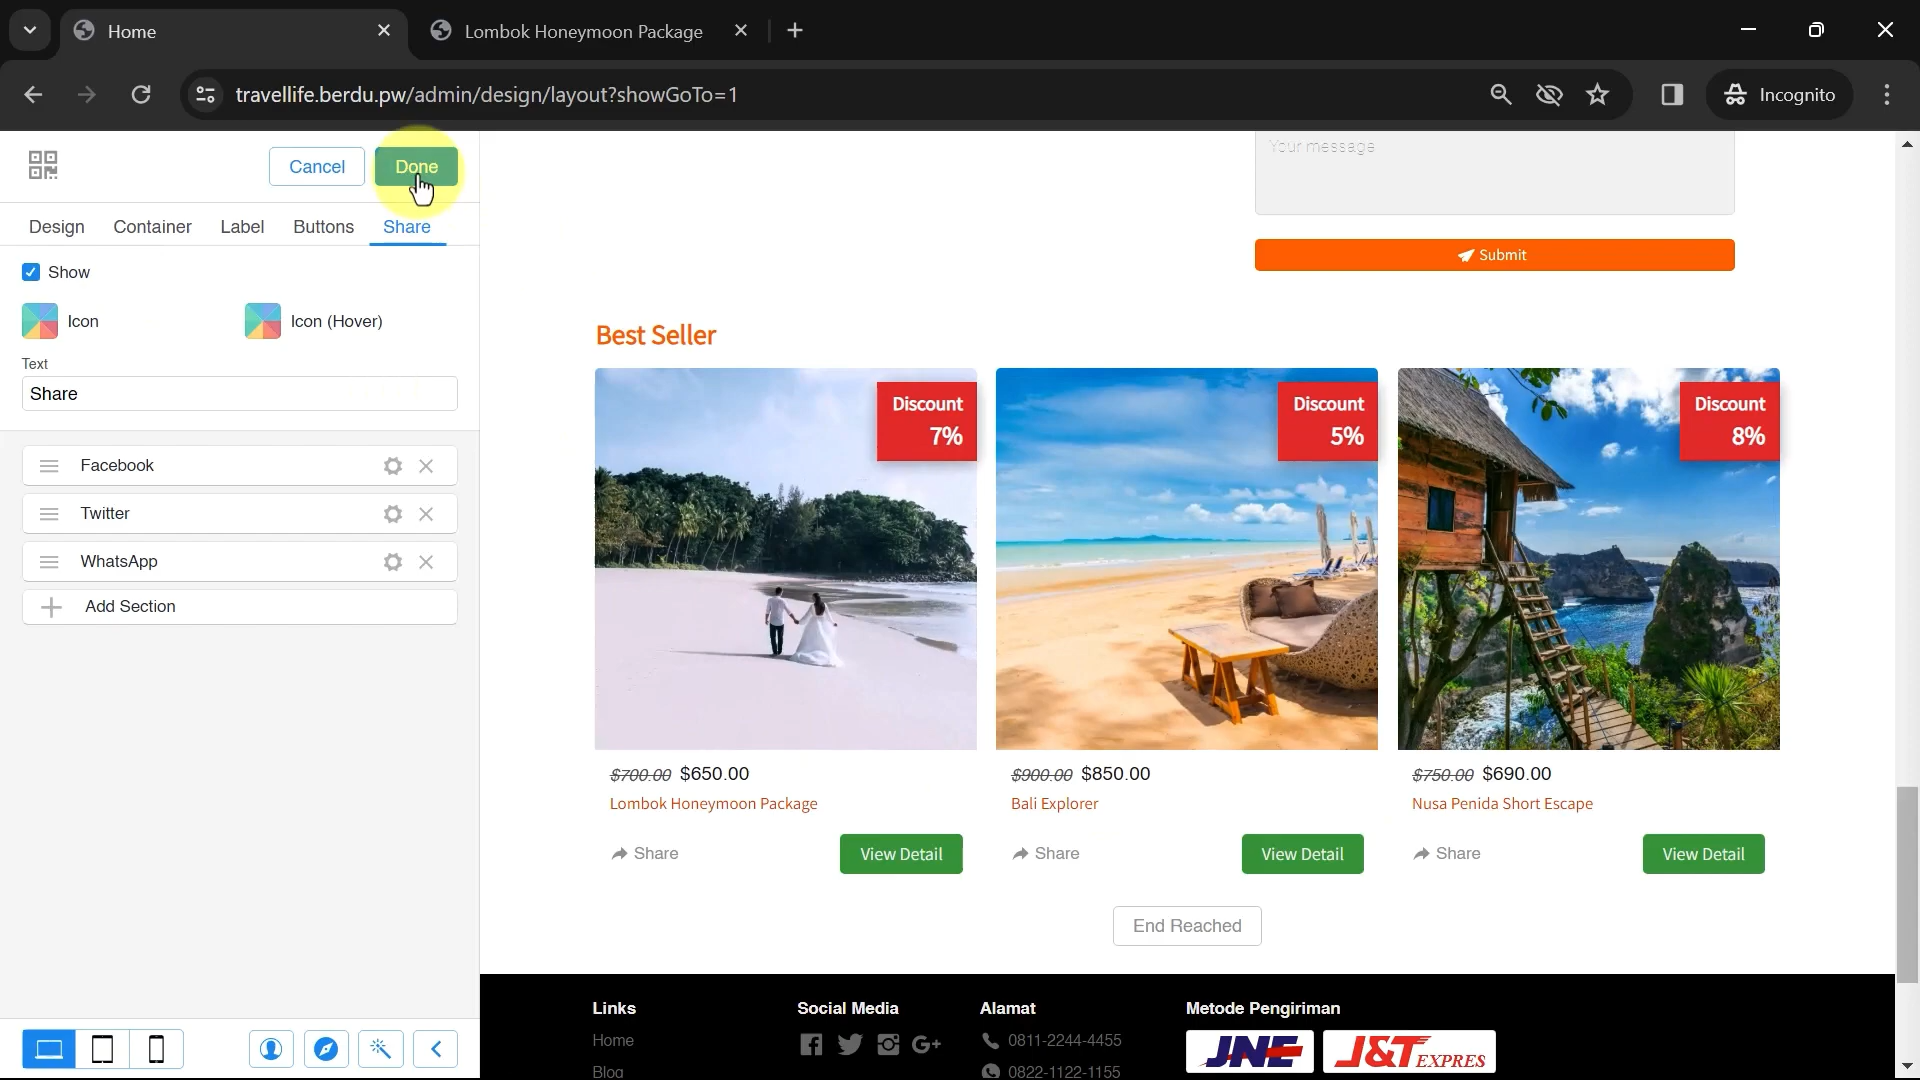 Home
Lombok Honeymoon Package
travellife.berdu.pw/admin/design/layout?showGoTo=1
Incognito
Cancel
Done
Design
Container
Label
Buttons
Share
Show
Icon
Icon (Hover)
Text
Share
Facebook
Twitter
WhatsApp
Add Section
Your message
Submit
Best Seller
Discount
7%
Discount
5%
Discount
8%
$700.00 $650.00
Lombok Honeymoon Package
Share
View Detail
$900.00 $850.00
Bali Explorer
Share
View Detail
$750.00 $690.00
Nusa Penida Short Escape
Share
View Detail
End Reached
Links
Home
Blog
Social Media
G+
Alamat
0811-2244-4455
0822-1122-1155
Metode Pengiriman
JNE
J&T EXPRES